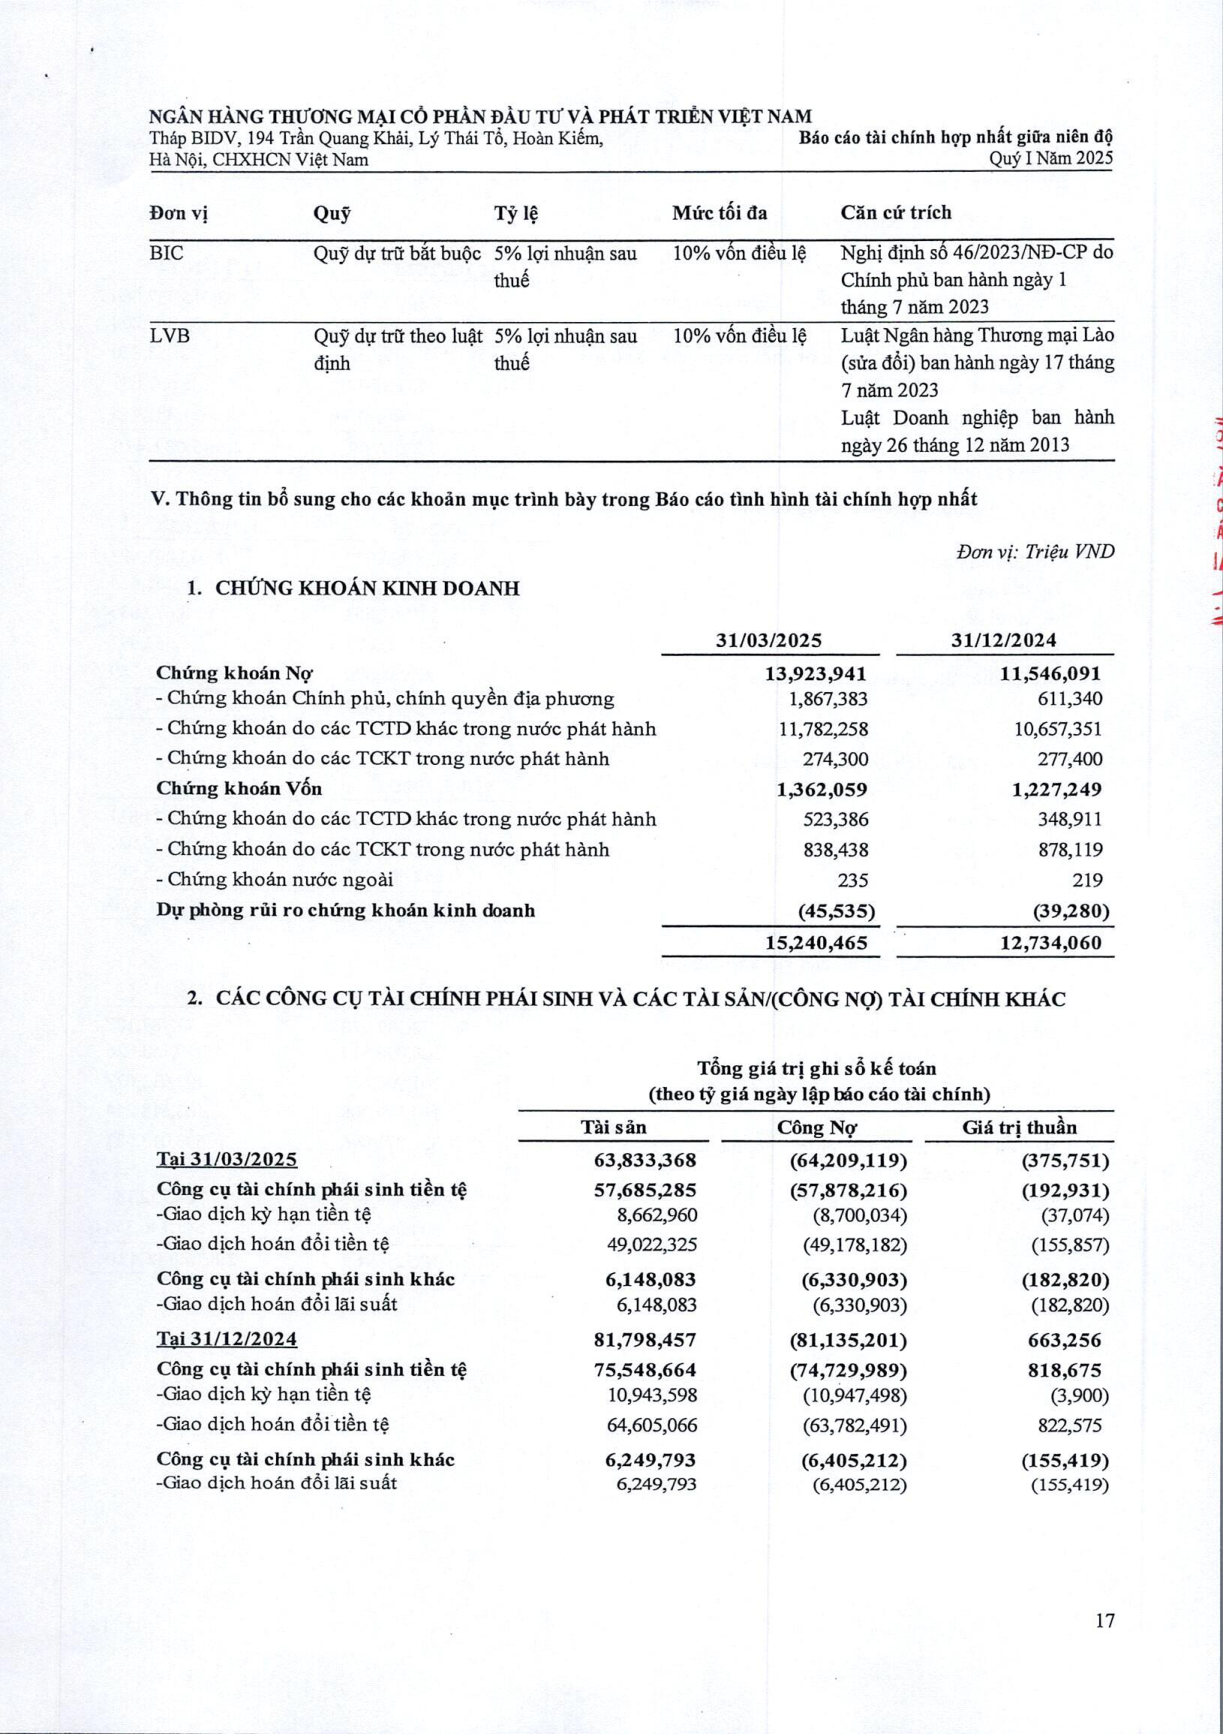 NGÂN HÀNG THƯƠNG MẠI CỔ PHẦN ĐẦU TƯ VÀ PHÁT TRIỂN VIỆT NAM
Tháp BIDV, 194 Trần Quang Khải, Lý Thái Tổ, Hoàn Kiếm, Báo cáo tài chính hợp nhất giữa niên độ
Hà Nội, CHXHCN Việt Nam Quý I Năm 2025
Đơn vị Quỹ Tỷ lệ Mức tối đa Căn cứ trích
BIC Quỹ dự trữ bắt buộc 5% lợi nhuận sau 10% vốn điều lệ Nghị định số 46/2023/NĐ-CP do
thuế Chính phủ ban hành ngày 1
tháng 7 năm 2023
LVB Quỹ dự trữ theo luật 5% lợi nhuận sau 10% vốn điều lệ Luật Ngân hàng Thương mại Lào
định thuế (sửa đổi) ban hành ngày 17 tháng
7 năm 2023
Luật Doanh nghiệp ban hành
ngày 26 tháng 12 năm 2013
V. Thông tin bổ sung cho các khoản mục trình bày trong Báo cáo tình hình tài chính hợp nhất
Đơn vị: Triệu VND
1. CHỨNG KHOÁN KINH DOANH
31/03/2025 31/12/2024
Chứng khoán Nợ 13,923,941 11,546,091
- Chứng khoán Chính phủ, chính quyền địa phương 1,867,383 611,340
- Chứng khoán do các TCTD khác trong nước phát hành 11,782,258 10,657,351
- Chứng khoán do các TCKT trong nước phát hành 274,300 277,400
Chứng khoán Vốn 1,362,059 1,227,249
- Chứng khoán do các TCTD khác trong nước phát hành 523,386 348,911
- Chứng khoán do các TCKT trong nước phát hành 838,438 878,119
- Chứng khoán nước ngoài 235 219
Dự phòng rủi ro chứng khoán kinh doanh (45,535) (39,280)
15,240,465 12,734,060
2. CÁC CÔNG CỤ TÀI CHÍNH PHÁI SINH VÀ CÁC TÀI SẢN/(CÔNG NỢ) TÀI CHÍNH KHÁC
Tổng giá trị ghi sổ kế toán
(theo tỷ giá ngày lập báo cáo tài chính)
Tài sản Công Nợ Giá trị thuần
Tại 31/03/2025 63,833,368 (64,209,119) (375,751)
Công cụ tài chính phái sinh tiền tệ 57,685,285 (57,878,216) (192,931)
-Giao dịch kỳ hạn tiền tệ 8,662,960 (8,700,034) (37,074)
-Giao dịch hoán đổi tiền tệ 49,022,325 (49,178,182) (155,857)
Công cụ tài chính phái sinh khác 6,148,083 (6,330,903) (182,820)
-Giao dịch hoán đổi lãi suất 6,148,083 (6,330,903) (182,820)
Tại 31/12/2024 81,798,457 (81,135,201) 663,256
Công cụ tài chính phái sinh tiền tệ 75,548,664 (74,729,989) 818,675
-Giao dịch kỳ hạn tiền tệ 10,943,598 (10,947,498) (3,900)
-Giao dịch hoán đổi tiền tệ 64,605,066 (63,782,491) 822,575
Công cụ tài chính phái sinh khác 6,249,793 (6,405,212) (155,419)
-Giao dịch hoán đổi lãi suất 6,249,793 (6,405,212) (155,419)
17